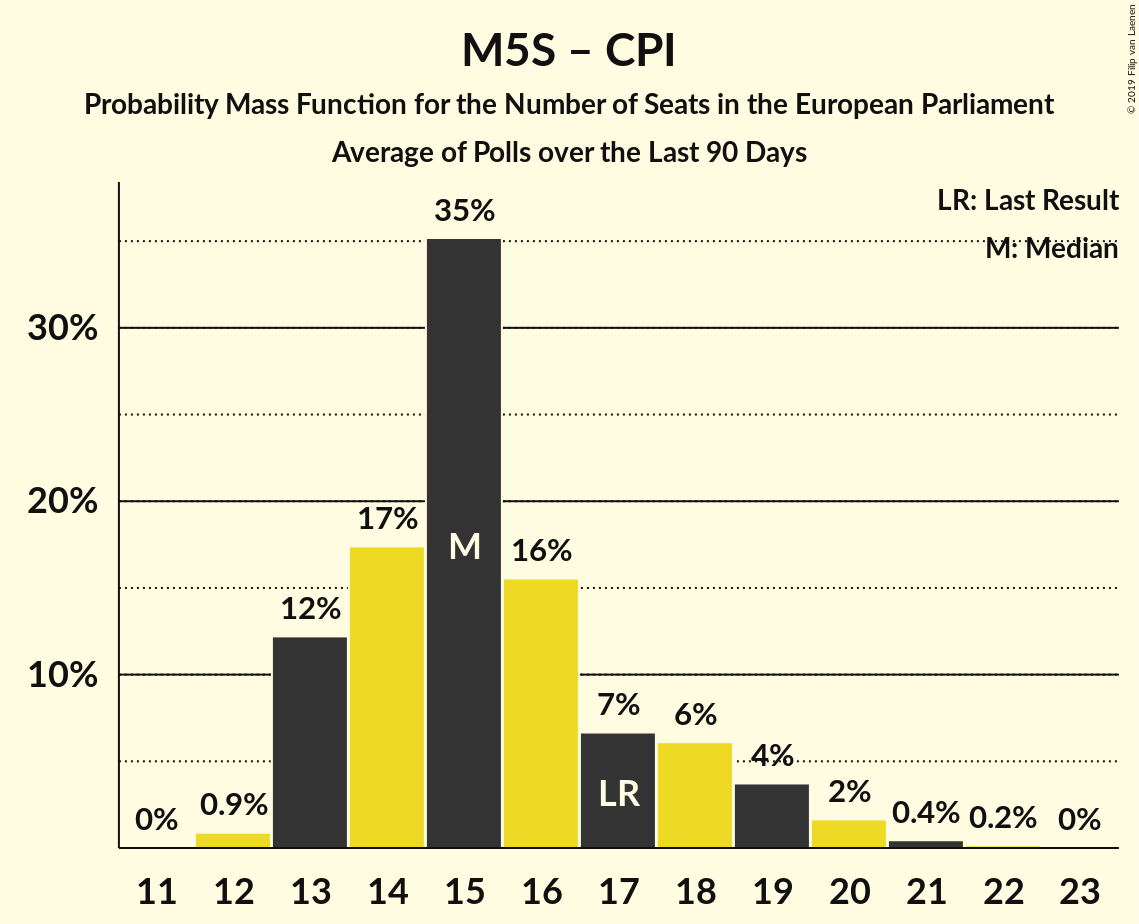 M5S – CPI
Probability Mass Function for the Number of Seats in the European Parliament
Average of Polls over the Last 90 Days
© 2019 Filip van Laenen
LR: Last Result
M: Median
35%
30%
20%
17%
M
16%
12%
10%
7%
6%
4%
LR
2%
0.9%
0.4%
0.2%
0%
0%
11 12 13 14 15 16 17 18 19 20 21 22 23